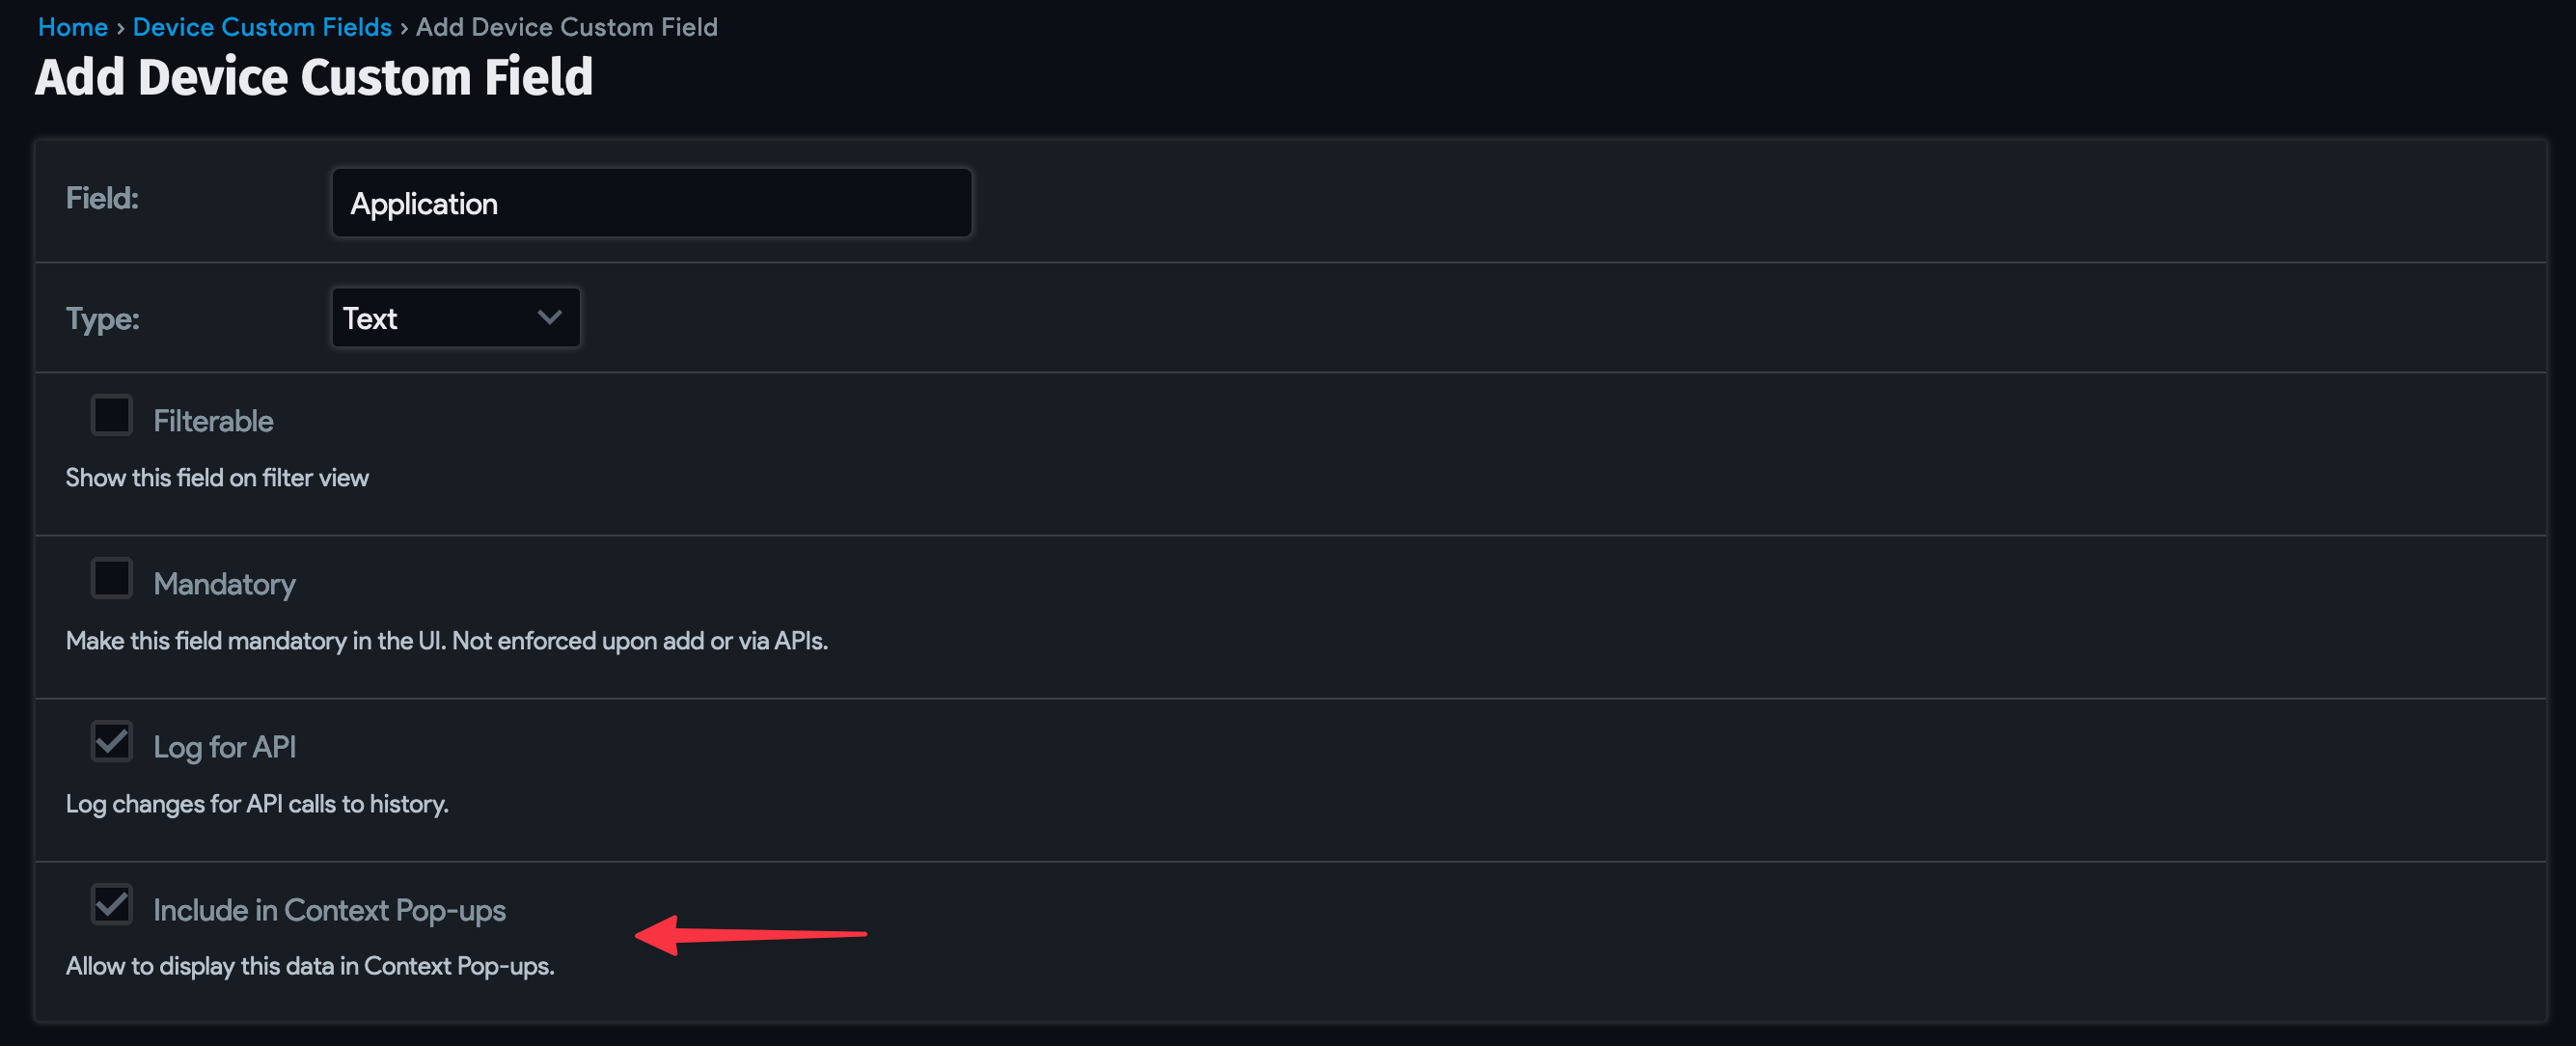 Home › Device Custom Fields › Add Device Custom Field
Add Device Custom Field
Field: Application
Type: Text
Filterable
Show this field on filter view
Mandatory
Make this field mandatory in the UI. Not enforced upon add or via APIs.
Log for API
Log changes for API calls to history.
Include in Context Pop-ups
Allow to display this data in Context Pop-ups.